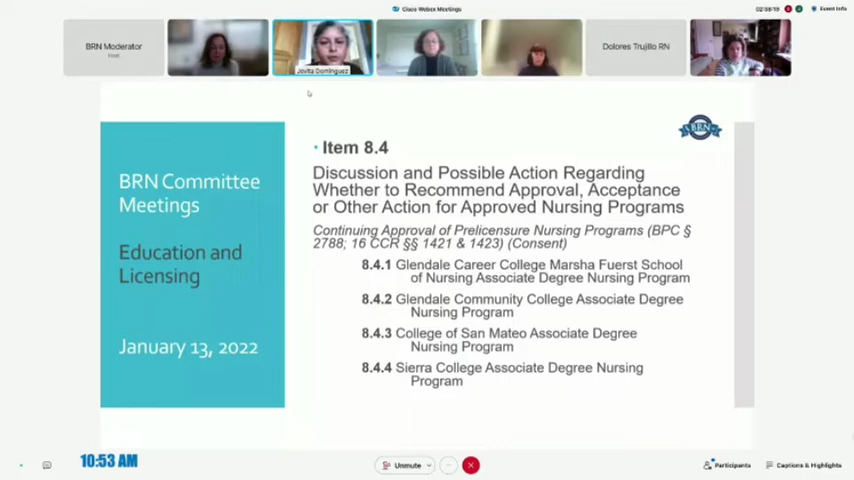 Cisco Webex Meetings
02:38:19
Event Info
BRN Moderator
Host
Jovita Dominguez
Dolores Trujillo RN
BRN
BRN Committee
Meetings
Education and
Licensing
January 13, 2022
• Item 8.4
Discussion and Possible Action Regarding
Whether to Recommend Approval, Acceptance
or Other Action for Approved Nursing Programs
Continuing Approval of Prelicensure Nursing Programs (BPC §
2788; 16 CCR §§ 1421 & 1423) (Consent)
8.4.1 Glendale Career College Marsha Fuerst School
of Nursing Associate Degree Nursing Program
8.4.2 Glendale Community College Associate Degree
Nursing Program
8.4.3 College of San Mateo Associate Degree
Nursing Program
8.4.4 Sierra College Associate Degree Nursing
Program
10:53 AM
Unmute
Participants
Captions & Highlights